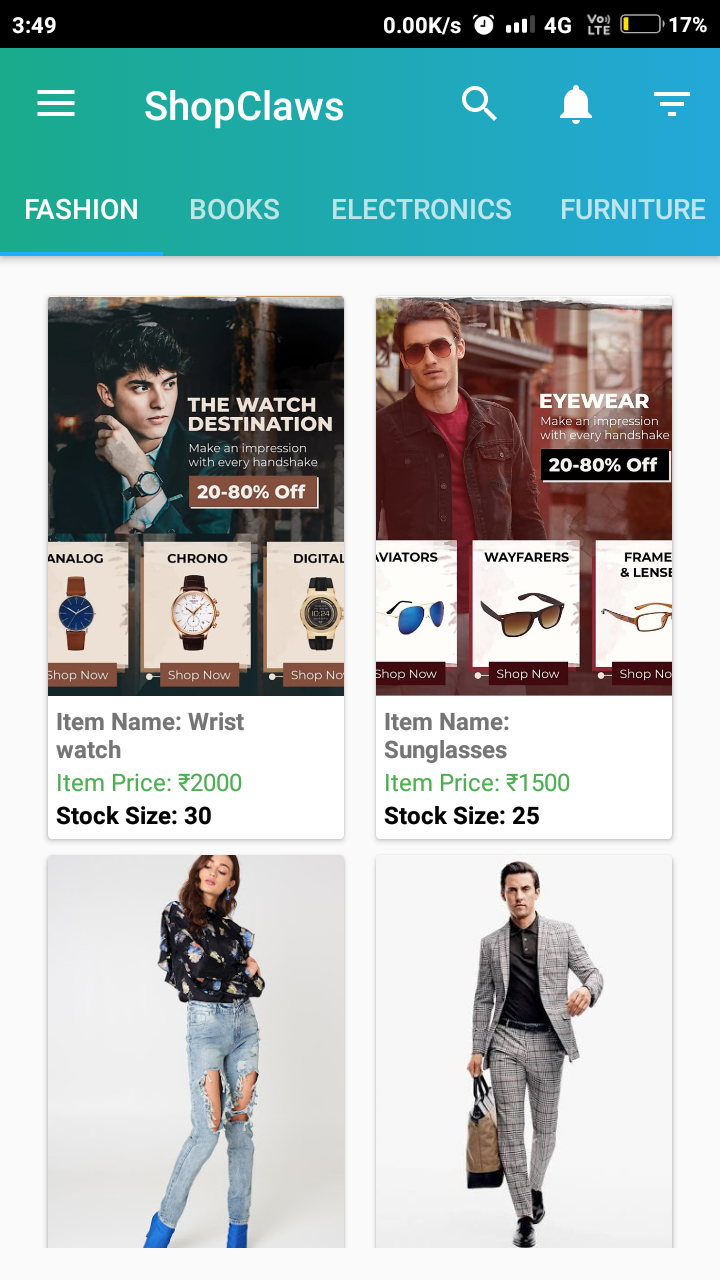 3:49 0.00K/s 4G Vo) LTE 17%
ShopClaws
FASHION BOOKS ELECTRONICS FURNITURE
THE WATCH
DESTINATION
Make an impression
with every handshake
20-80% Off
ANALOG CHRONO DIGITAL
10:24
Shop Now Shop Now Shop Now
EYEWEAR
Make an impression
with every handshake
20-80% Off
AVIATORS WAYFARERS FRAME
& LENSE
Shop Now Shop Now Shop No
Item Name: Wrist
watch
Item Price: ₹2000
Stock Size: 30
Item Name:
Sunglasses
Item Price: ₹1500
Stock Size: 25